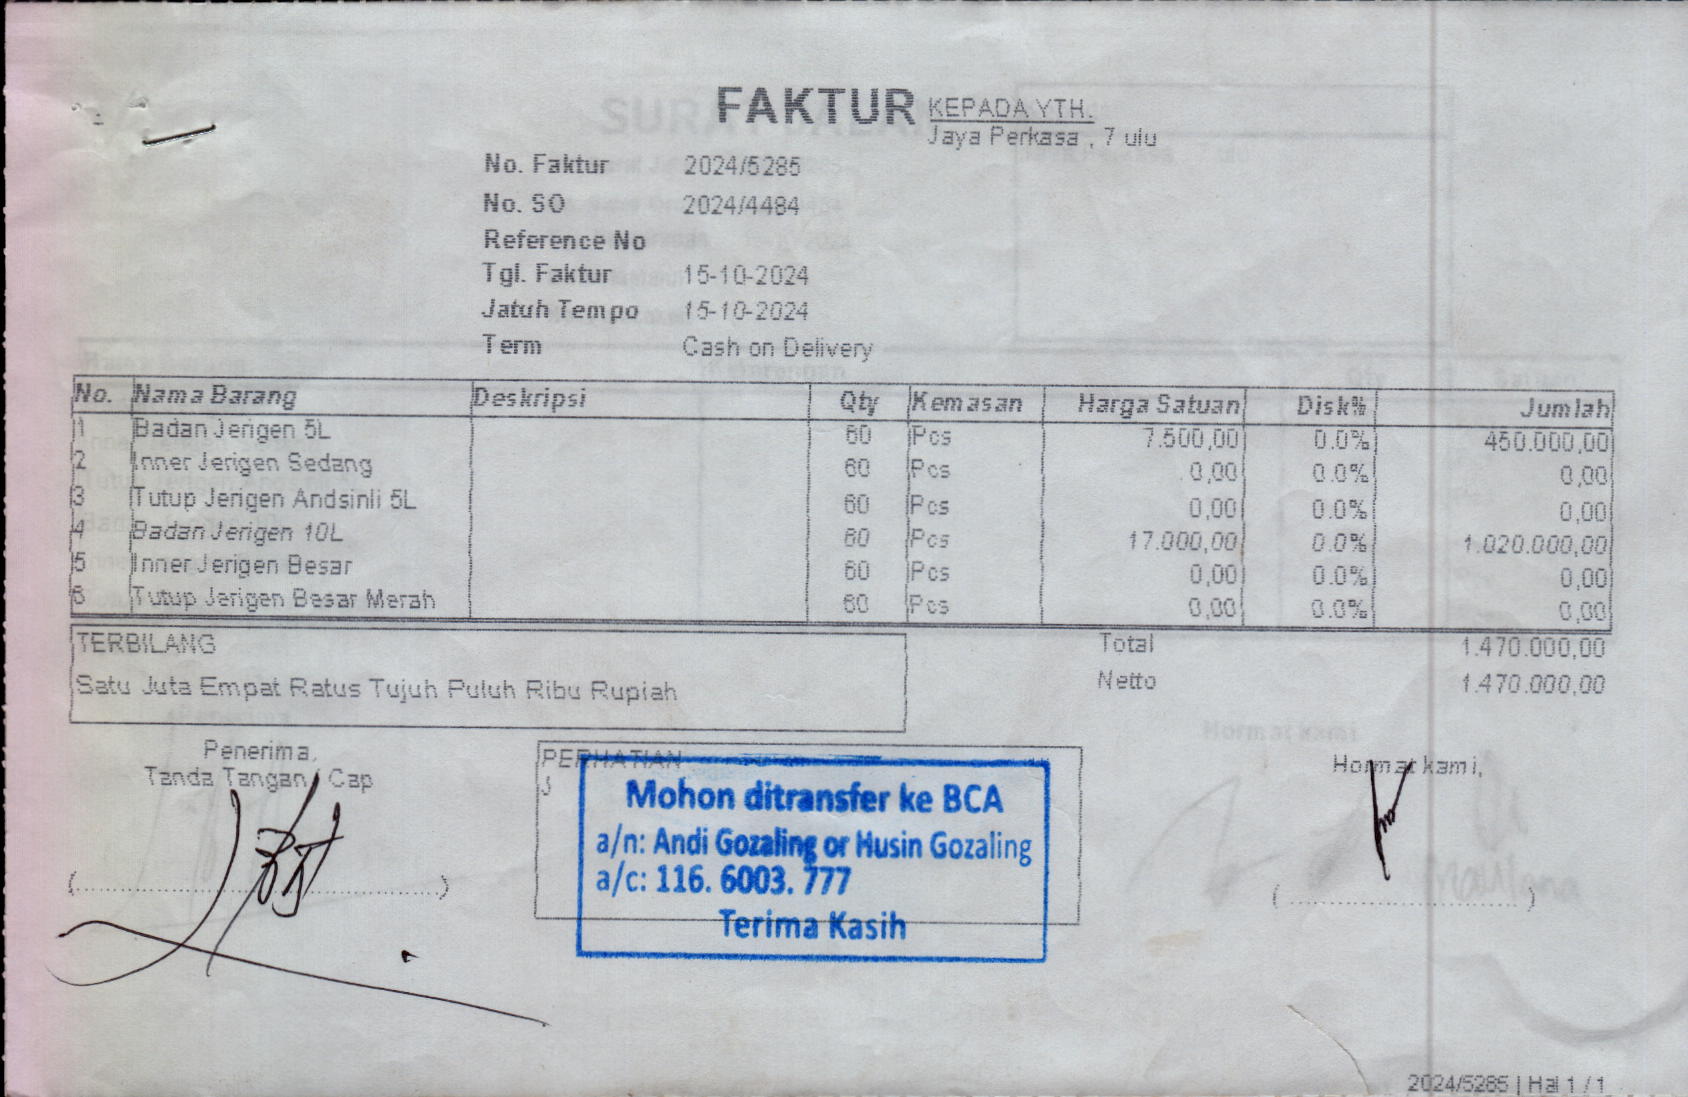 FAKTUR
KEPADA YTH.
Jaya Perkasa , 7 ulu
No. Faktur 2024/5285
No. SO 2024/4484
Reference No
Tgl. Faktur 15-10-2024
Jatuh Tempo 15-10-2024
Term Cash on Delivery
No. Nama Barang Deskripsi Qty Kemasan Harga Satuan Disk% Jumlah
1 Badan Jerigen 5L 60 Pcs 7.500,00 0.0% 450.000,00
2 Inner Jerigen Sedang 60 Pcs 0,00 0.0% 0,00
3 Tutup Jerigen Andsinli 5L 60 Pcs 0,00 0.0% 0,00
4 Badan Jerigen 10L 60 Pcs 17.000,00 0.0% 1.020.000,00
5 Inner Jerigen Besar 60 Pcs 0,00 0.0% 0,00
6 Tutup Jerigen Besar Merah 60 Pcs 0,00 0.0% 0,00
TERBILANG
Satu Juta Empat Ratus Tujuh Puluh Ribu Rupiah
Total 1.470.000,00
Netto 1.470.000,00
Penerima,
Tanda Tangan / Cap
PERHATIAN
Hormat kami,
Mohon ditransfer ke BCA
a/n: Andi Gozaling or Husin Gozaling
a/c: 116. 6003. 777
Terima Kasih
(..............................)
(..............................)
2024/5285 | Hal 1 / 1